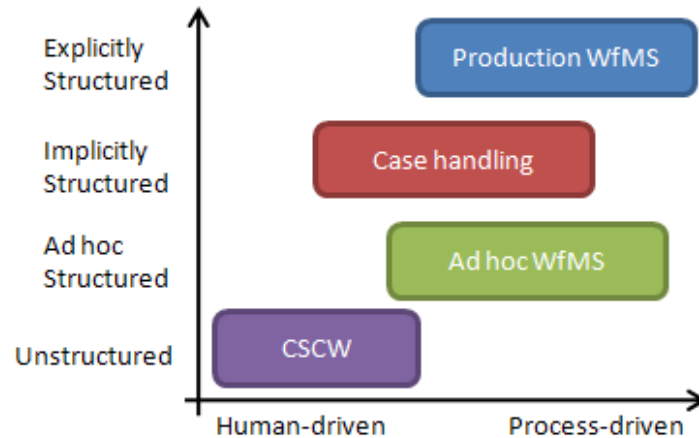 Explicitly
Structured
Production WfMS
Implicitly
Structured
Case handling
Ad hoc
Structured
Ad hoc WfMS
Unstructured
CSCW
Human-driven
Process-driven